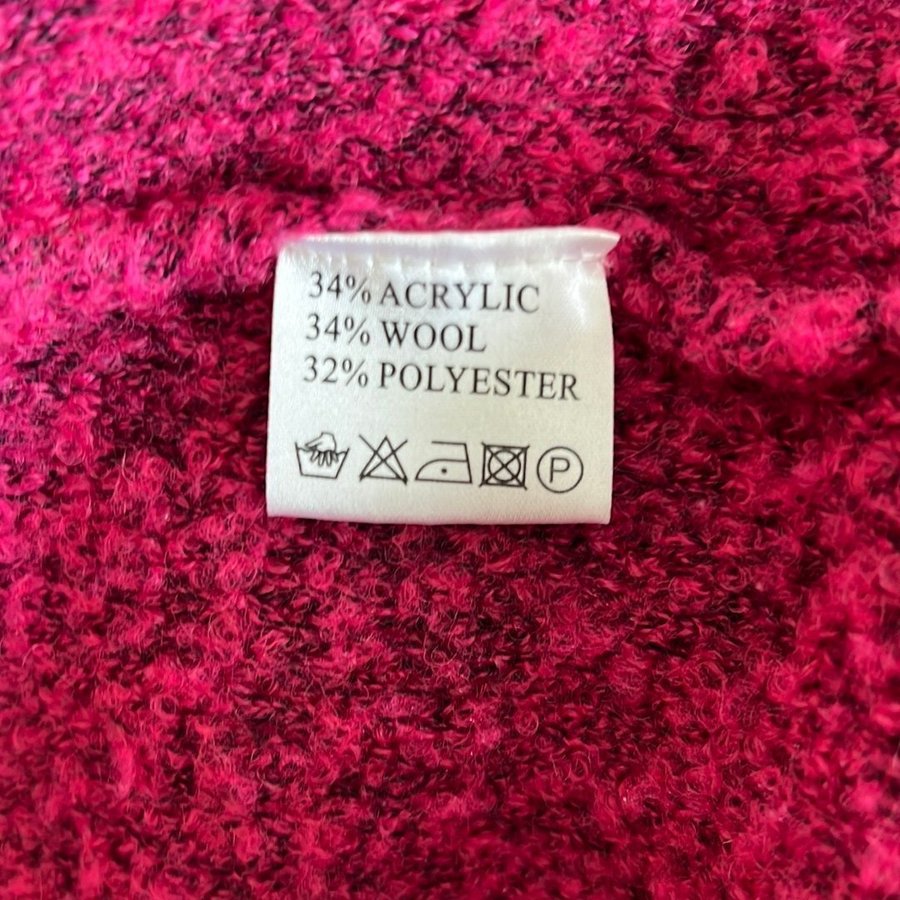 34% ACRYLIC
34% WOOL
32% POLYESTER
P